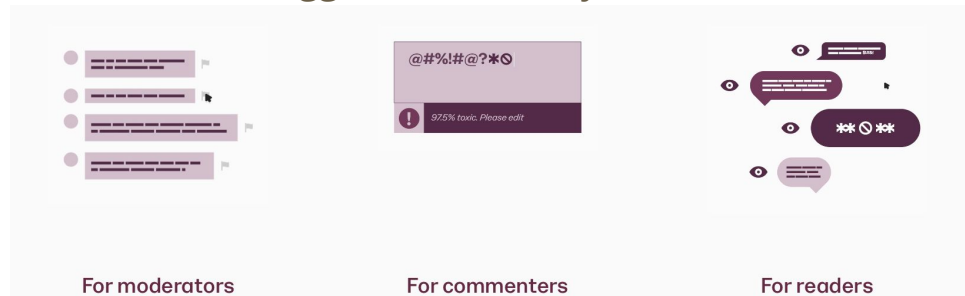 @#%!#@?*🛇
! 97.5% toxic. Please edit
** 🛇 **
For moderators
For commenters
For readers